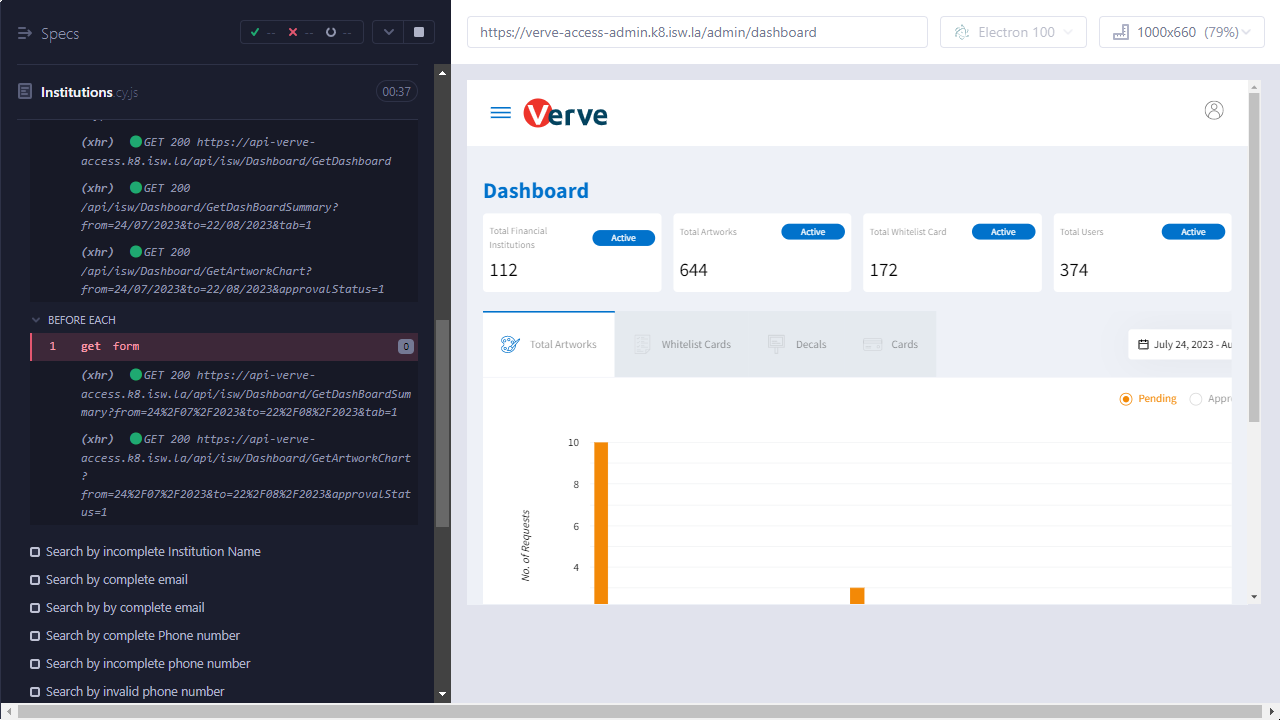 Specs
--
--
--
https://verve-access-admin.k8.isw.la/admin/dashboard
Electron 100
1000x660 (79%)
Institutions.cy.js
00:37
(xhr) GET 200 https://api-verve-
access.k8.isw.la/api/isw/Dashboard/GetDashboard
(xhr) GET 200
/api/isw/Dashboard/GetDashBoardSummary?
from=24/07/2023&to=22/08/2023&tab=1
(xhr) GET 200
/api/isw/Dashboard/GetArtworkChart?
from=24/07/2023&to=22/08/2023&approvalStatus=1
BEFORE EACH
1 get form 0
(xhr) GET 200 https://api-verve-
access.k8.isw.la/api/isw/Dashboard/GetDashBoardSum
mary?from=24%2F07%2F2023&to=22%2F08%2F2023&tab=1
(xhr) GET 200 https://api-verve-
access.k8.isw.la/api/isw/Dashboard/GetArtworkChart
?
from=24%2F07%2F2023&to=22%2F08%2F2023&approvalStat
us=1
Search by incomplete Institution Name
Search by complete email
Search by by complete email
Search by complete Phone number
Search by incomplete phone number
Search by invalid phone number
Verve
Dashboard
Total Financial
Institutions
Active
112
Total Artworks
Active
644
Total Whitelist Card
Active
172
Total Users
Active
374
Total Artworks
Whitelist Cards
Decals
Cards
July 24, 2023 - Au
Pending
Appr
10
8
6
4
No. of Requests